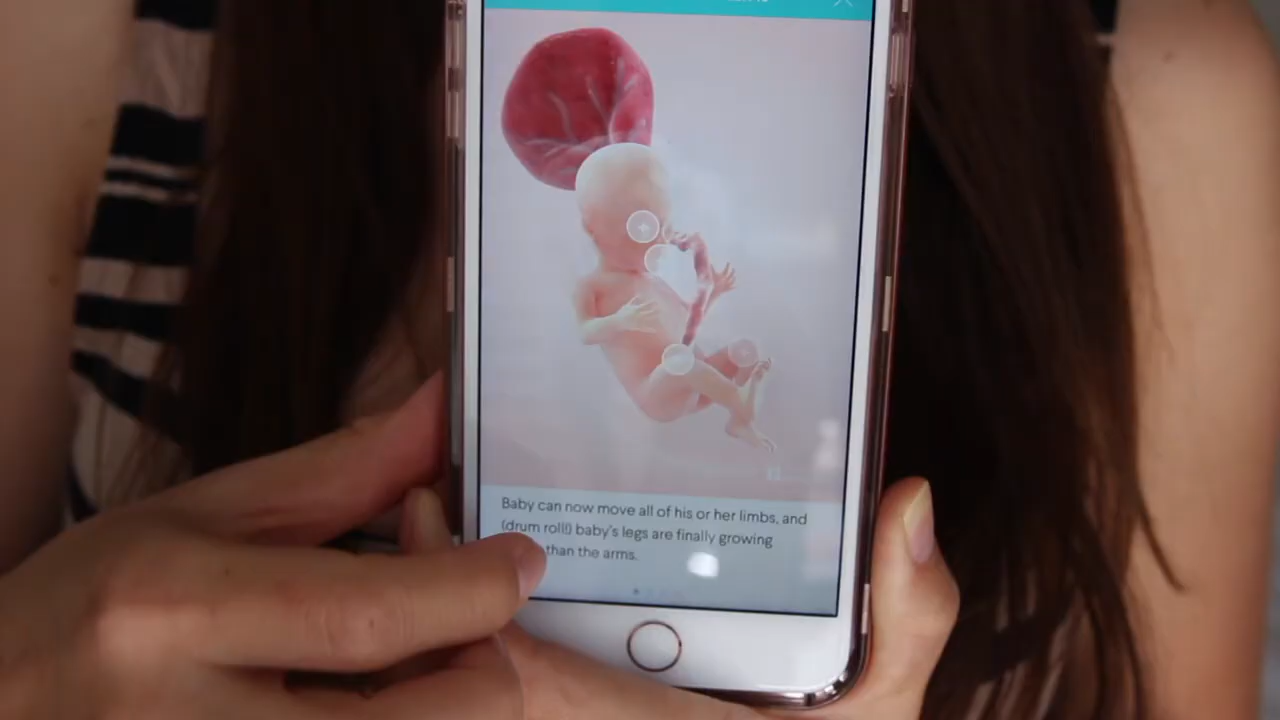 Baby can now move all of his or her limbs, and
(drum roll!) baby's legs are finally growing
than the arms.